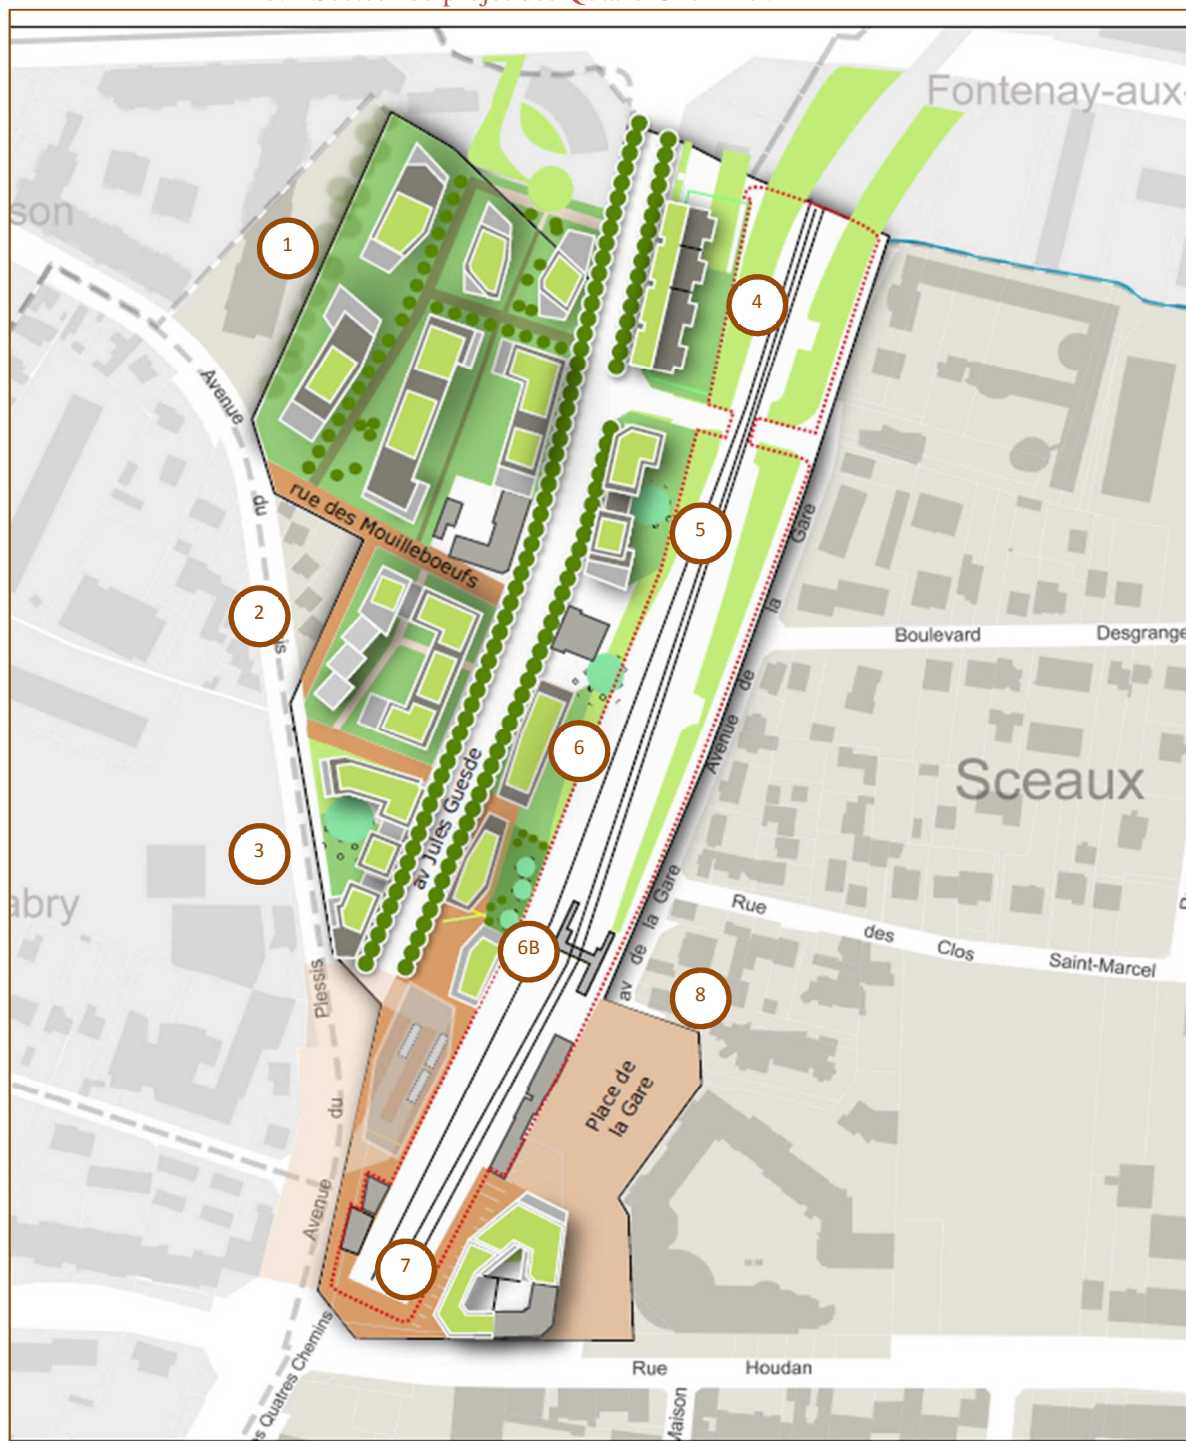 Fontenay-aux-
son
1
4
Avenue
rue des Mouilleboeufs
du
5
Gare
la
Boulevard Desgrange
2
is
de
Avenue
6
av Jules Guesde
Sceaux
3
abry
Rue des Clos Saint-Marcel
6B
av de la Gare
8
Plessis
Place de
la Gare
du
Avenue
7
s Quatres Chemins
Rue Houdan
Maison